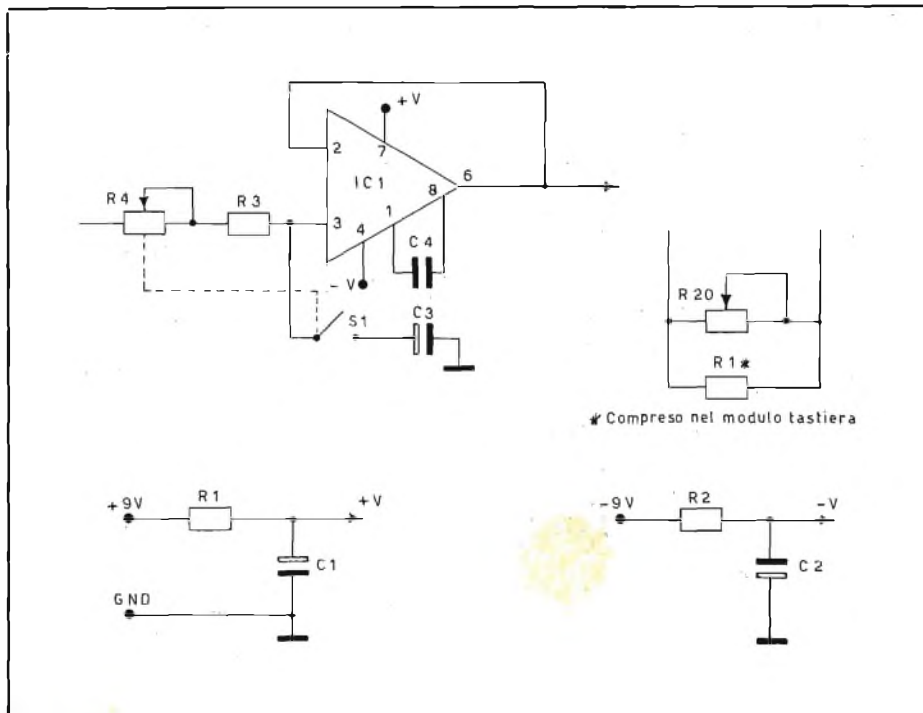 +V
7
2
IC1
6
8
R4
R3
3
1
4
C4
-V
S1
C3
R20
R1*
* Compreso nel modulo tastiera
+9V
R1
+V
C1
GND
-9V
R2
-V
C2